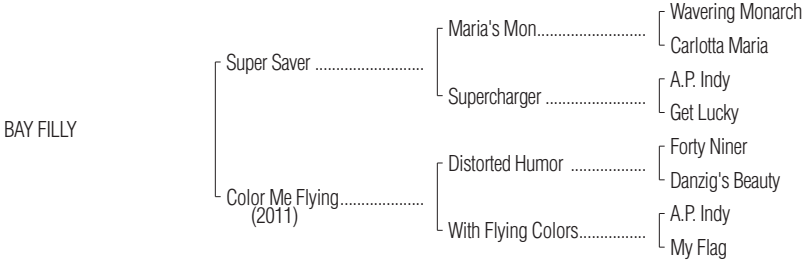 Wavering Monarch
Maria's Mon..........................
Carlotta Maria
Super Saver ..........................
A.P. Indy
Supercharger ........................
Get Lucky
BAY FILLY
Forty Niner
Distorted Humor ..................
Danzig's Beauty
Color Me Flying....................
(2011)
A.P. Indy
With Flying Colors................
My Flag